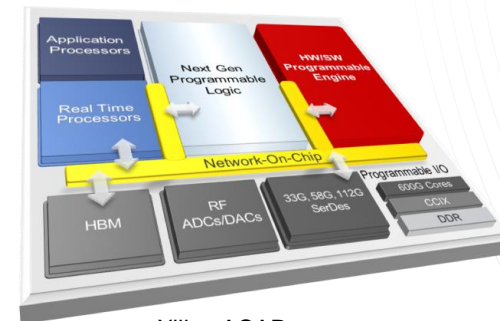 Application
Processors
Next Gen
Programmable
Logic
HW/SW
Programmable
Engine
Real Time
Processors
Network-On-Chip
Programmable I/O
HBM
RF
ADCs/DACs
33G, 58G, 112G
SerDes
600G Cores
CCIX
DDR